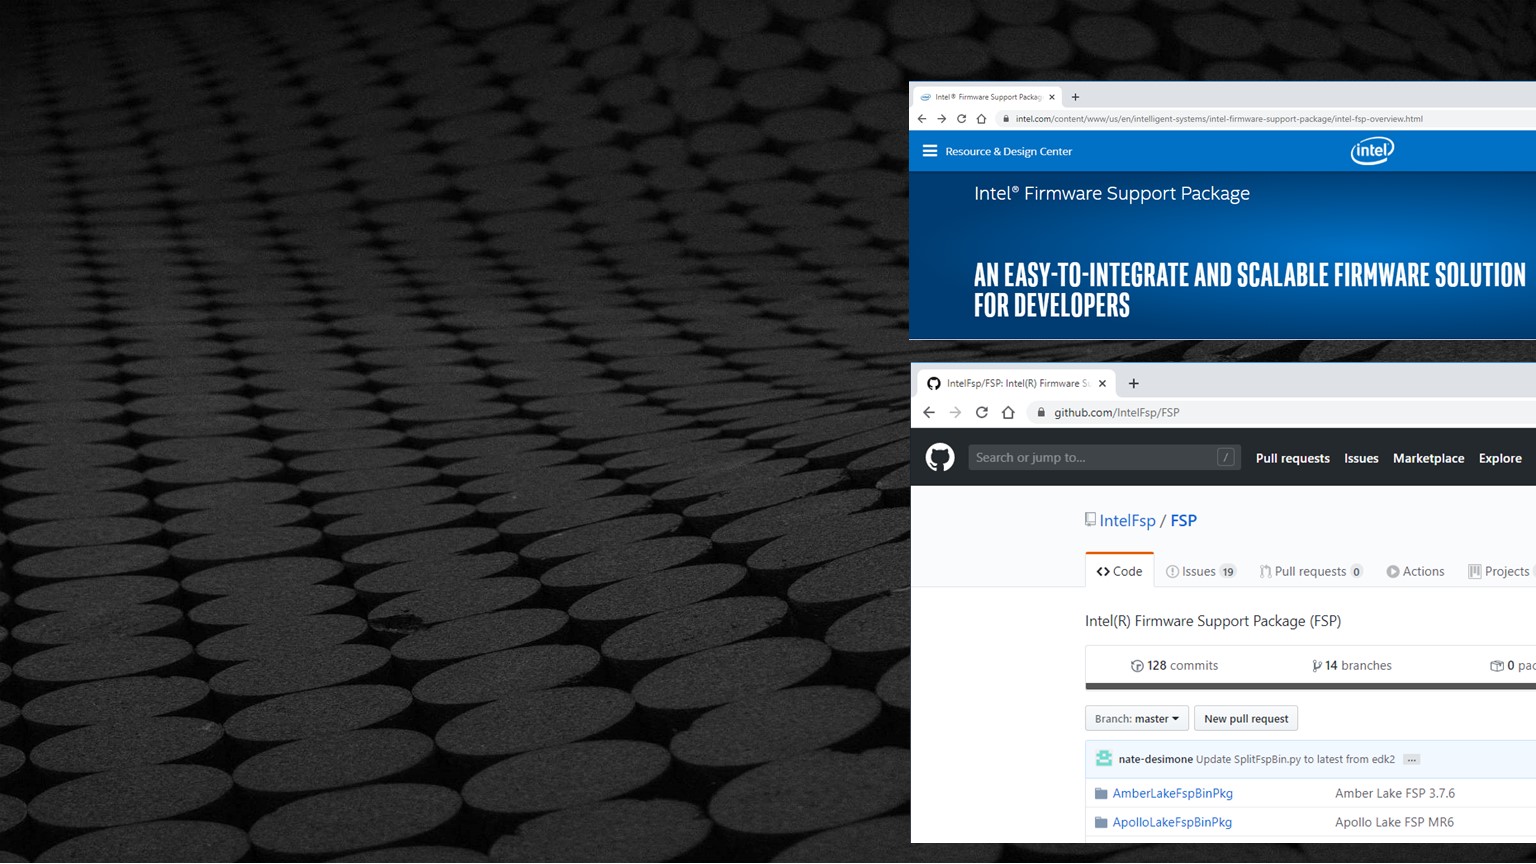 Intel® Firmware Support Packag
intel.com/content/www/us/en/intelligent-systems/intel-firmware-support-package/intel-fsp-overview.html
Resource & Design Center
intel
Intel® Firmware Support Package
AN EASY-TO-INTEGRATE AND SCALABLE FIRMWARE SOLUTION
FOR DEVELOPERS
IntelFsp/FSP: Intel(R) Firmware Su
github.com/IntelFsp/FSP
Search or jump to... / Pull requests Issues Marketplace Explore
IntelFsp / FSP
Code Issues 19 Pull requests 0 Actions Projects
Intel(R) Firmware Support Package (FSP)
128 commits 14 branches 0 pac
Branch: master New pull request
nate-desimone Update SplitFspBin.py to latest from edk2 ...
AmberLakeFspBinPkg Amber Lake FSP 3.7.6
ApolloLakeFspBinPkg Apollo Lake FSP MR6